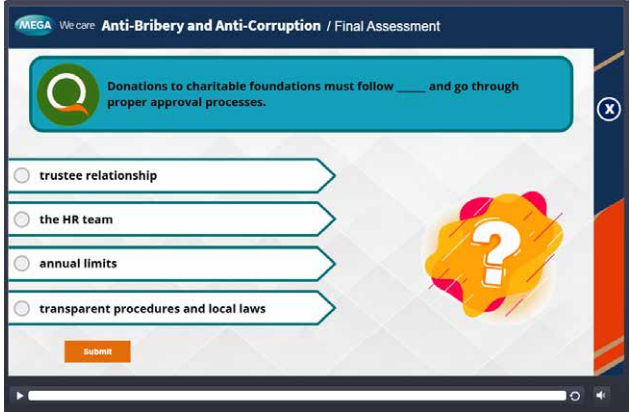 MEGA We care Anti-Bribery and Anti-Corruption / Final Assessment
Donations to charitable foundations must follow _____ and go through
proper approval processes.
X
trustee relationship
the HR team
annual limits
transparent procedures and local laws
?
Submit